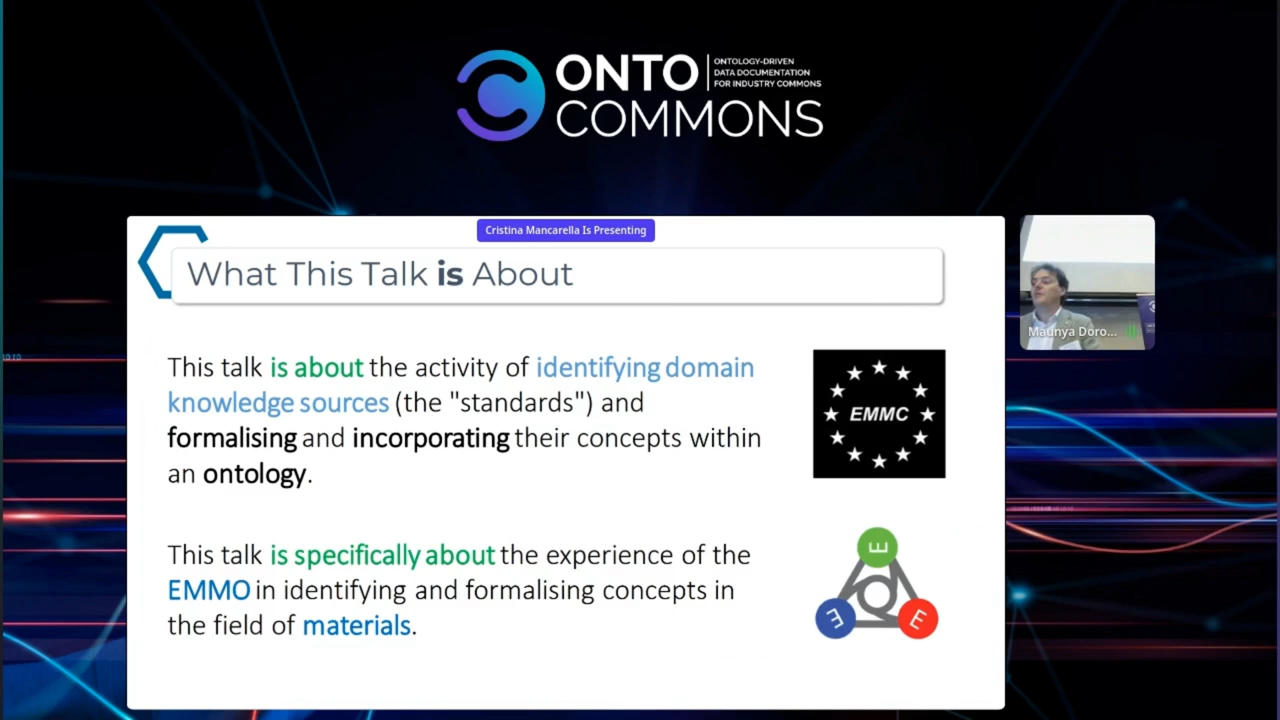 ONTO
COMMONS
ONTOLOGY-DRIVEN
DATA DOCUMENTATION
FOR INDUSTRY COMMONS
Cristina Mancarella Is Presenting
What This Talk is About
This talk is about the activity of identifying domain
knowledge sources (the "standards") and
formalising and incorporating their concepts within
an ontology.
EMMC
This talk is specifically about the experience of the
EMMO in identifying and formalising concepts in
the field of materials.
E
E
E
Maunya Doro...